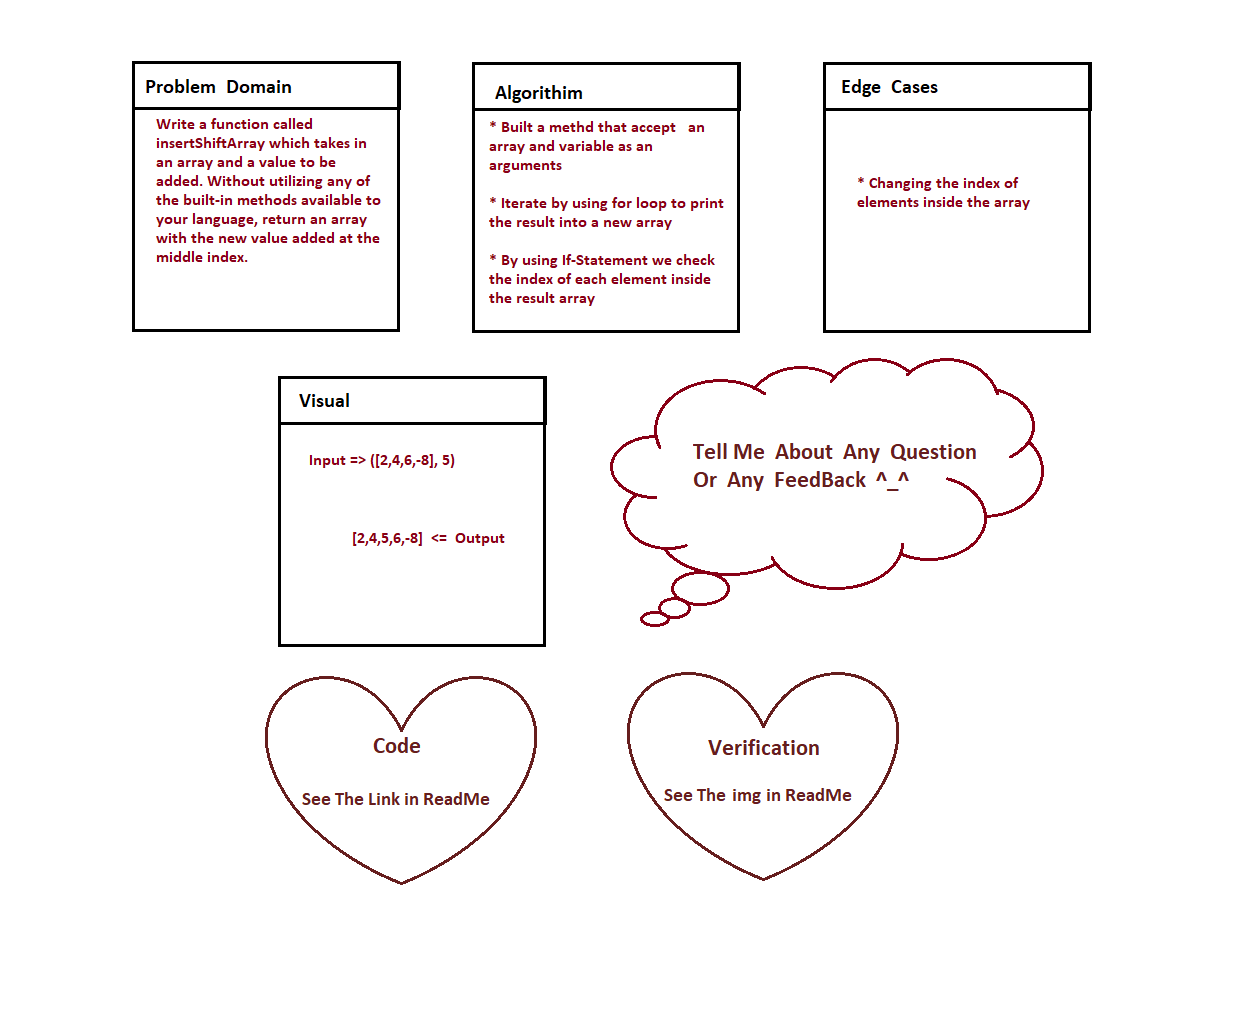 Problem Domain
Write a function called
insertShiftArray which takes in
an array and a value to be
added. Without utilizing any of
the built-in methods available to
your language, return an array
with the new value added at the
middle index.
Algorithim
* Built a methd that accept an
array and variable as an
arguments
* Iterate by using for loop to print
the result into a new array
* By using If-Statement we check
the index of each element inside
the result array
Edge Cases
* Changing the index of
elements inside the array
Visual
Input => ([2,4,6,-8], 5)
[2,4,5,6,-8] <= Output
Tell Me About Any Question
Or Any FeedBack ^_^
Code
See The Link in ReadMe
Verification
See The img in ReadMe